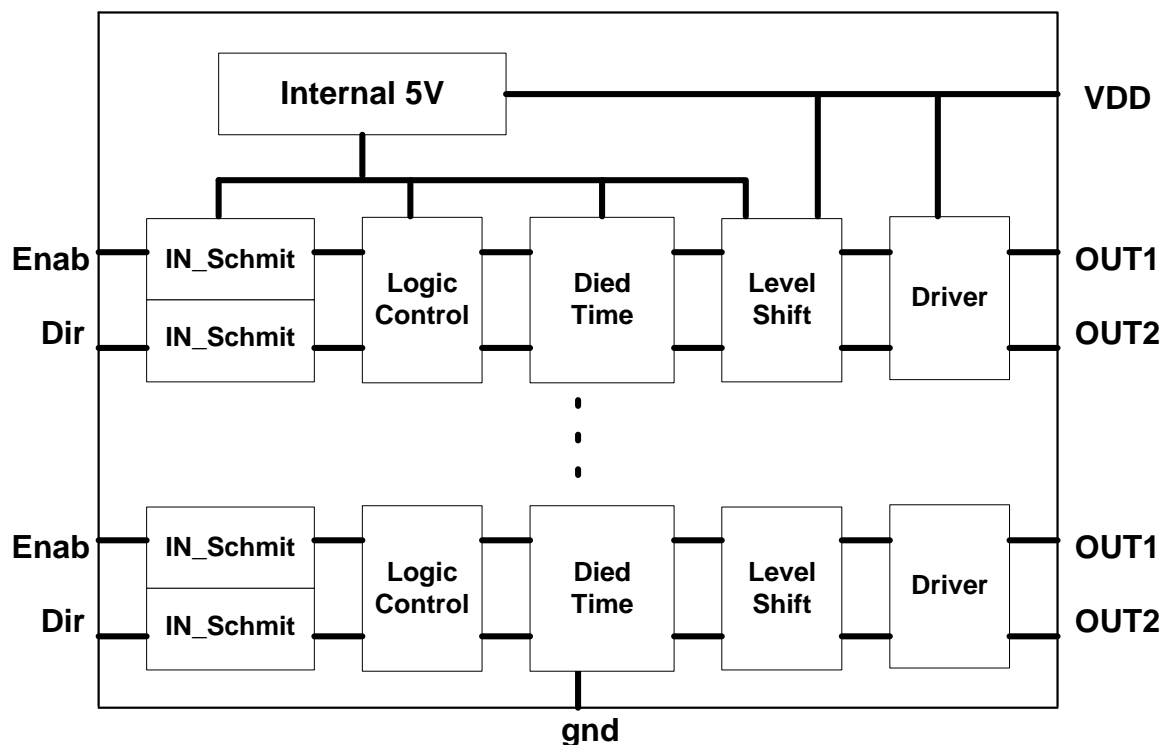 Internal 5V
VDD
Enab
IN_Schmit
Logic
Control
Died
Time
Level
Shift
Driver
OUT1
Dir
IN_Schmit
OUT2
Enab
IN_Schmit
Logic
Control
Died
Time
Level
Shift
Driver
OUT1
Dir
IN_Schmit
OUT2
gnd